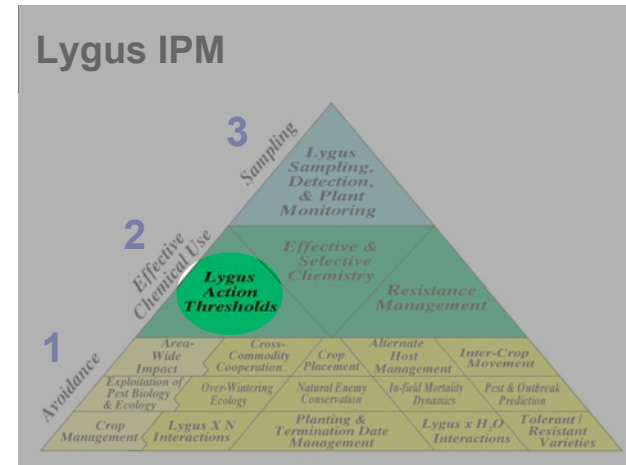 Lygus IPM
3
Sampling
Lygus
Sampling,
Detection,
& Plant
Monitoring
2
Effective
Chemical Use
Lygus
Action
Thresholds
Effective &
Selective
Chemistry
Resistance
Management
1
Avoidance
Area-
Wide
Impact
Cross-
Commodity
Cooperation
Crop
Placement
Alternate
Host
Management
Inter-Crop
Movement
Exploitation of
Pest Biology
& Ecology
Over-Wintering
Ecology
Natural Enemy
Conservation
In-field Mortality
Dynamics
Pest & Outbreak
Prediction
Crop
Management
Lygus X N
Interactions
Planting &
Termination Date
Management
Lygus x H2O
Interactions
Tolerant /
Resistant
Varieties